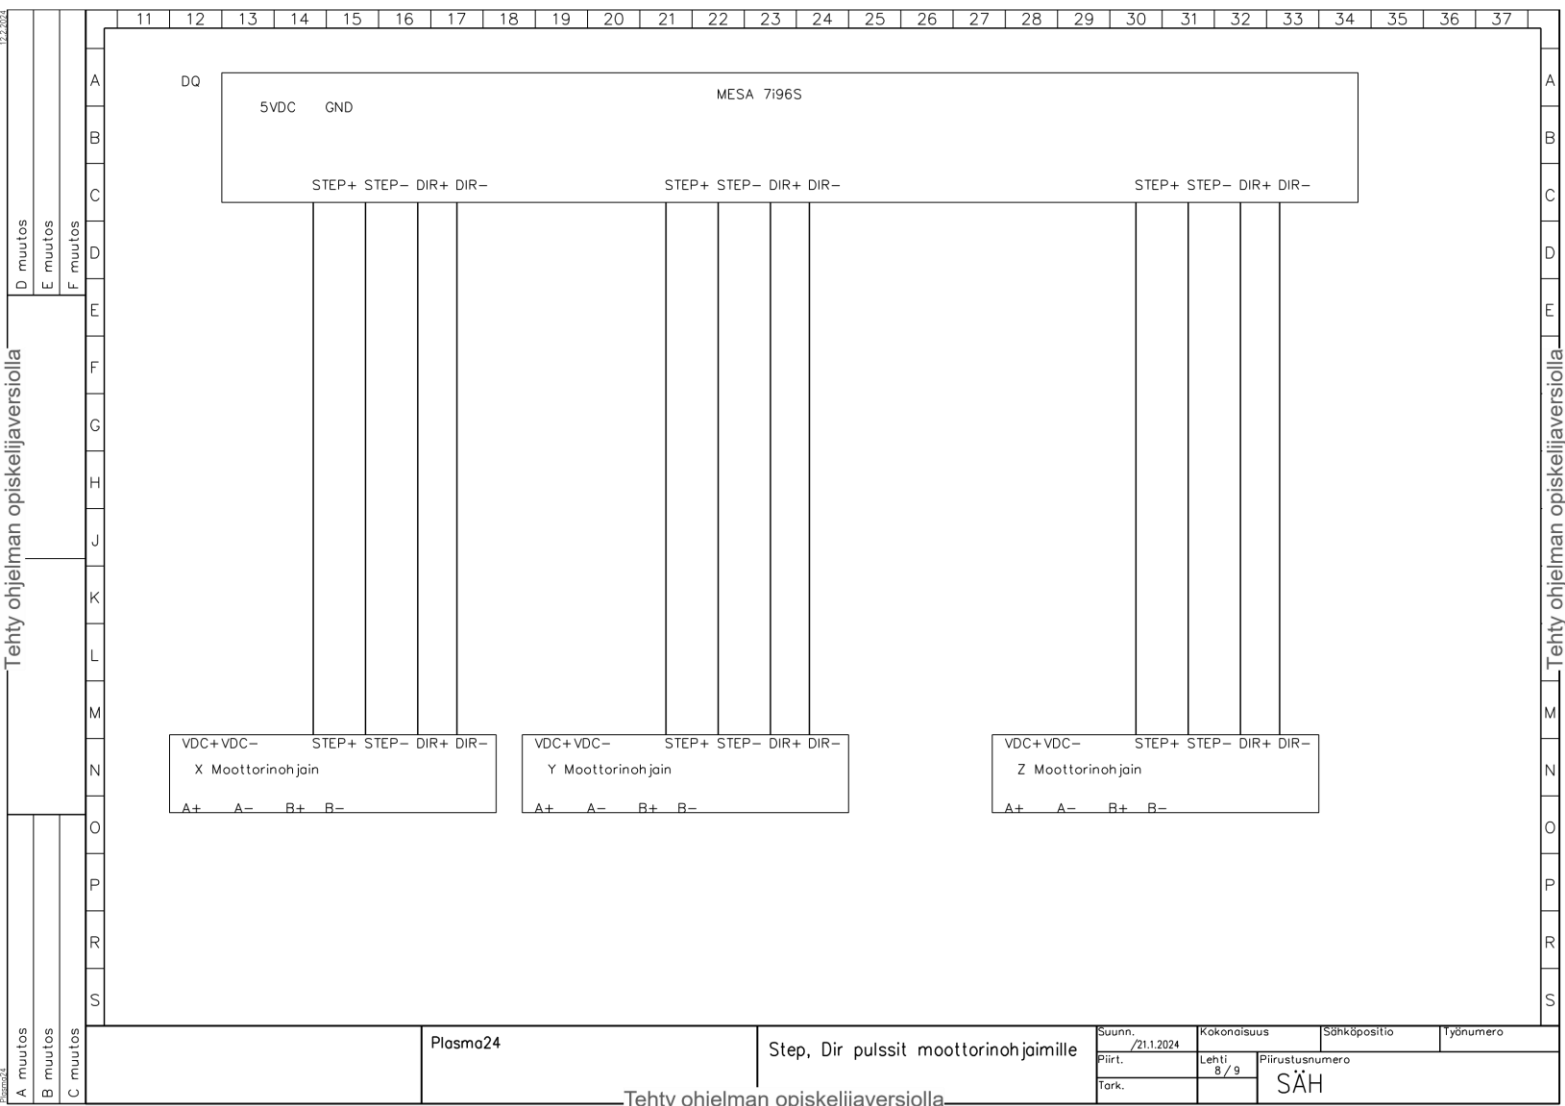 12.2.2024
11 12 13 14 15 16 17 18 19 20 21 22 23 24 25 26 27 28 29 30 31 32 33 34 35 36 37
DQ
MESA 7i96S
5VDC GND
STEP+ STEP- DIR+ DIR- STEP+ STEP- DIR+ DIR- STEP+ STEP- DIR+ DIR-
A A
B B
C C
D D
E E
F
G
H
J
K
L
M M
N N
O O
P P
R R
S S
D muutos
E muutos
F muutos
Tehty ohjelman opiskelijaversiolla
Tehty ohjelman opiskelijaversiolla
VDC+ VDC- STEP+ STEP- DIR+ DIR- VDC+ VDC- STEP+ STEP- DIR+ DIR- VDC+ VDC- STEP+ STEP- DIR+ DIR-
X Moottorinohjain Y Moottorinohjain Z Moottorinohjain
A+ A- B+ B- A+ A- B+ B- A+ A- B+ B-
A muutos
B muutos
C muutos
Plasma24
Plasma24
Step, Dir pulssit moottorinohjaimille
Suunn. Kokonaisuus Sähköpositio Työnumero
/21.1.2024
Piirt. Lehti Piirustusnumero
8/9
SÄH
Tark.
Tehty ohjelman opiskelijaversiolla